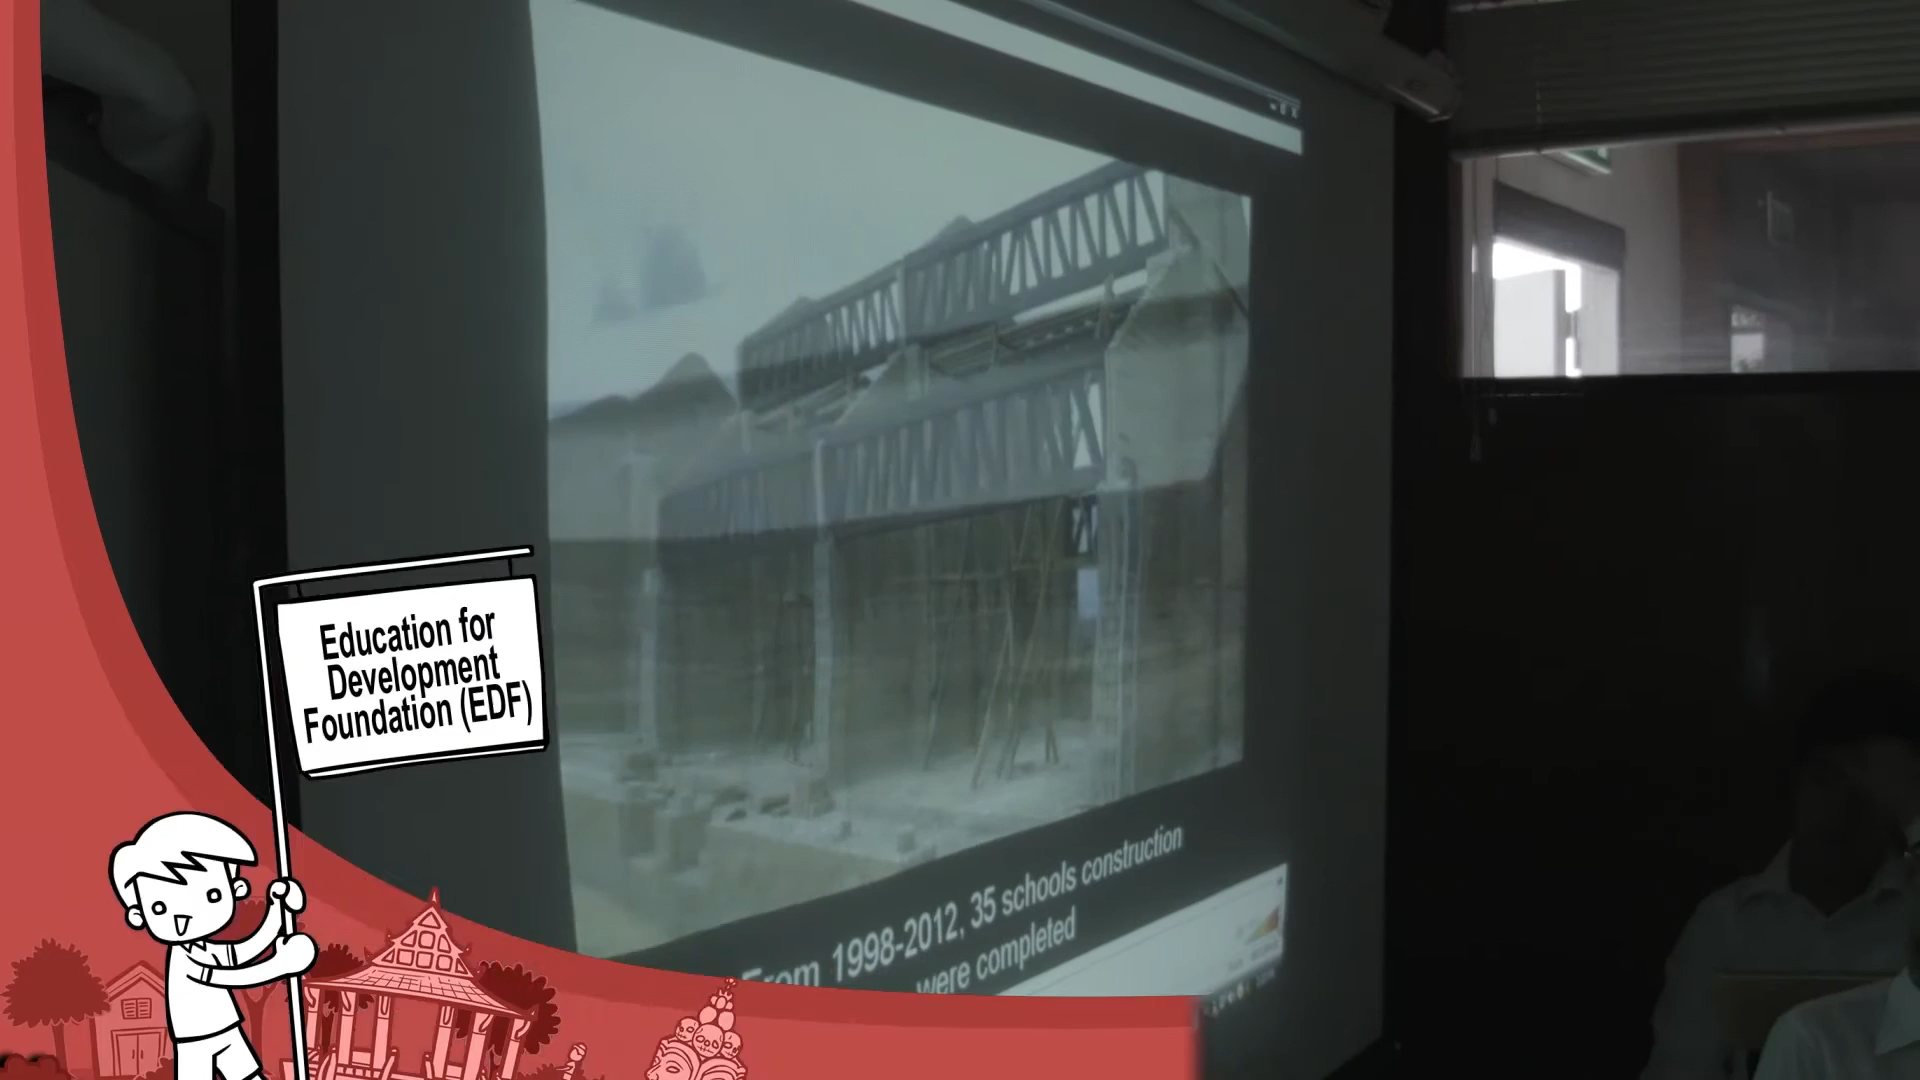 Education for
Development
Foundation (EDF)
From 1998-2012, 35 schools construction
were completed